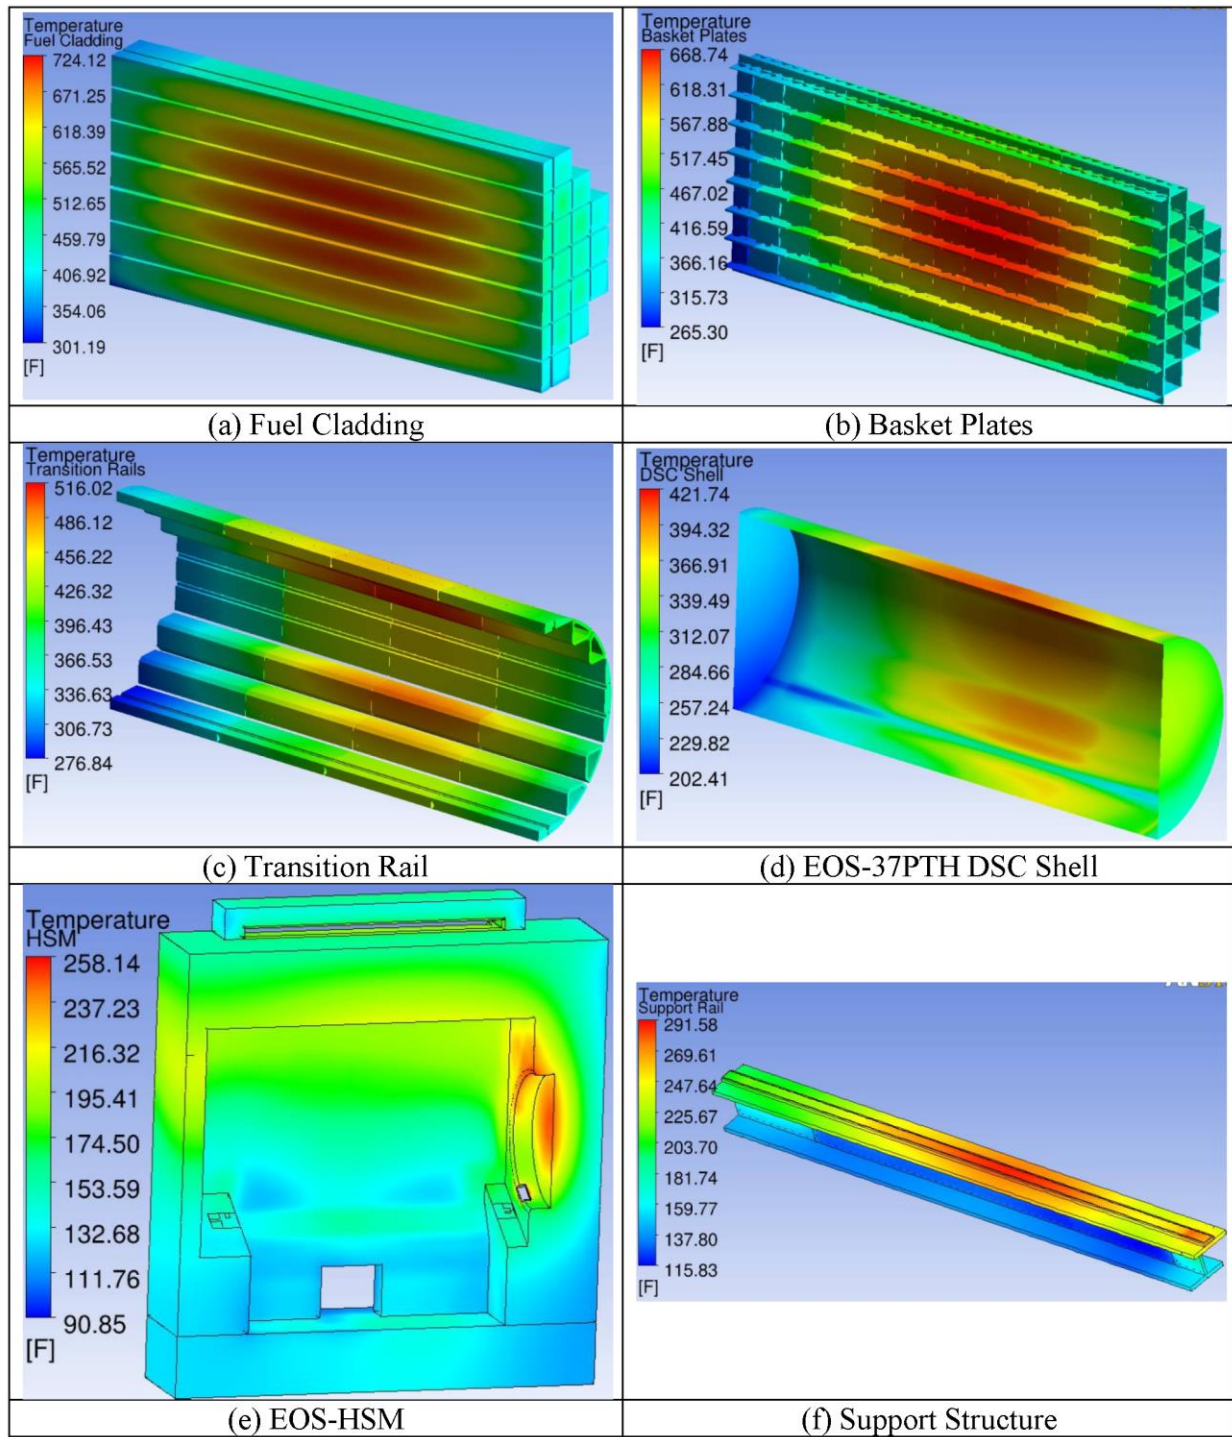 Temperature
Fuel Cladding
724.12
671.25
618.39
565.52
512.65
459.79
406.92
354.06
301.19
[F]
(a) Fuel Cladding
Temperature
Basket Plates
668.74
618.31
567.88
517.45
467.02
416.59
366.16
315.73
265.30
[F]
(b) Basket Plates
Temperature
Transition Rails
516.02
486.12
456.22
426.32
396.43
366.53
336.63
306.73
276.84
[F]
(c) Transition Rail
Temperature
DSC Shell
421.74
394.32
366.91
339.49
312.07
284.66
257.24
229.82
202.41
[F]
(d) EOS-37PTH DSC Shell
Temperature
HSM
258.14
237.23
216.32
195.41
174.50
153.59
132.68
111.76
90.85
[F]
(e) EOS-HSM
Temperature
Support Rail
291.58
269.61
247.64
225.67
203.70
181.74
159.77
137.80
115.83
[F]
(f) Support Structure